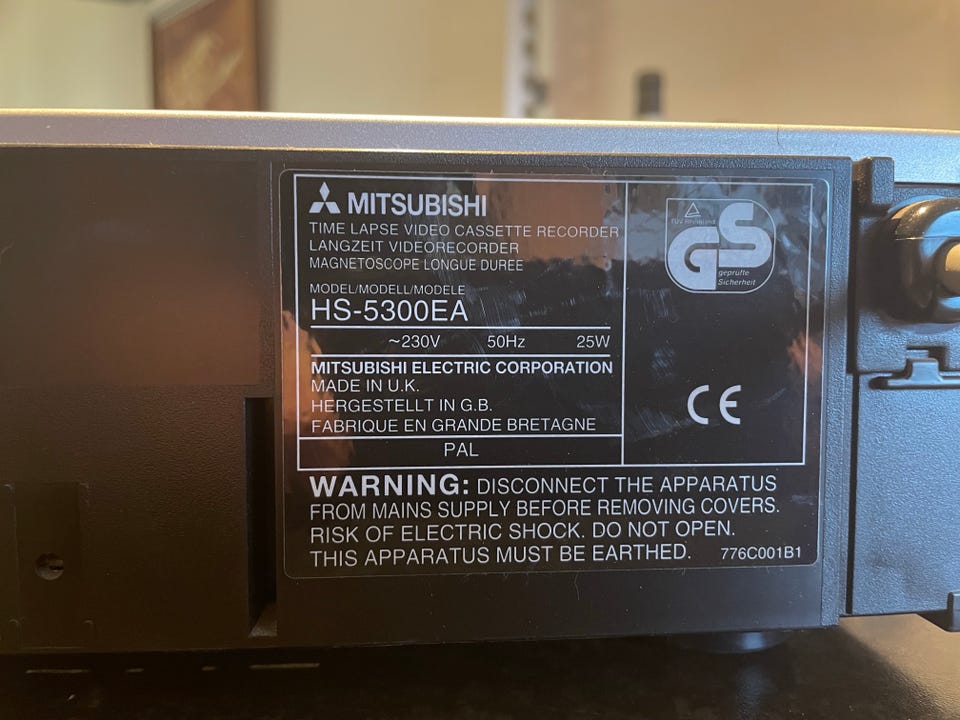 MITSUBISHI
TIME LAPSE VIDEO CASSETTE RECORDER
LANGZEIT VIDEORECORDER
MAGNETOSCOPE LONGUE DUREE
MODEL/MODELL/MODELE
HS-5300EA
~230V 50Hz 25W
MITSUBISHI ELECTRIC CORPORATION
MADE IN U.K.
HERGESTELLT IN G.B.
FABRIQUE EN GRANDE BRETAGNE
PAL
TÜV Rheinland
GS
geprüfte
Sicherheit
CE
WARNING: DISCONNECT THE APPARATUS
FROM MAINS SUPPLY BEFORE REMOVING COVERS.
RISK OF ELECTRIC SHOCK. DO NOT OPEN.
THIS APPARATUS MUST BE EARTHED. 776C001B1